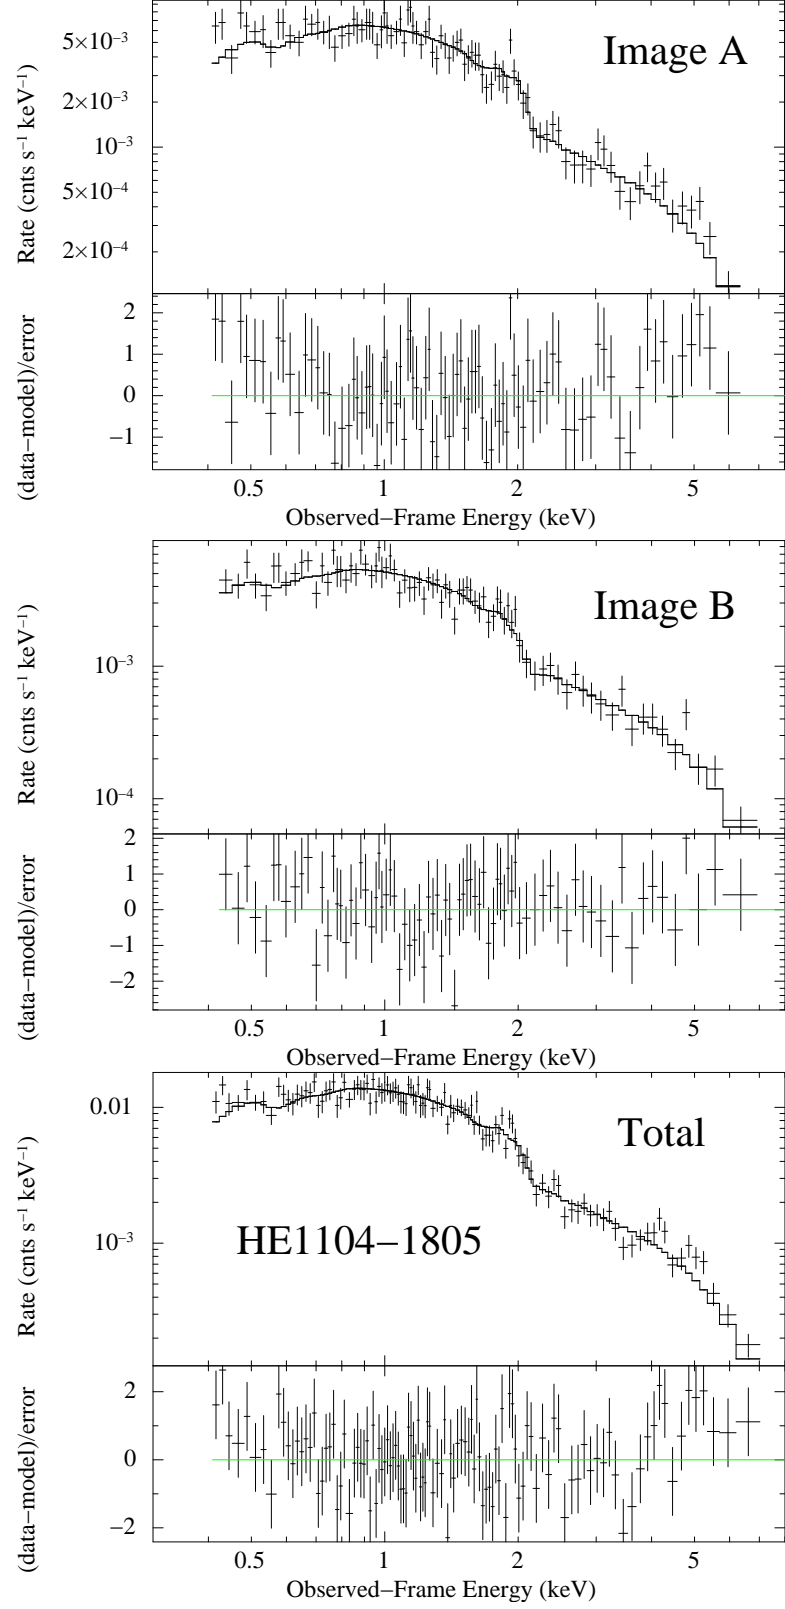 Image A
5×10⁻³
2×10⁻³
10⁻³
5×10⁻⁴
2×10⁻⁴
Rate (cnts s⁻¹ keV⁻¹)
2
1
0
−1
(data−model)/error
0.5 1 2 5
Observed−Frame Energy (keV)
Image B
10⁻³
10⁻⁴
Rate (cnts s⁻¹ keV⁻¹)
2
1
0
−1
−2
(data−model)/error
0.5 1 2 5
Observed−Frame Energy (keV)
Total
HE1104−1805
0.01
10⁻³
Rate (cnts s⁻¹ keV⁻¹)
2
0
−2
(data−model)/error
0.5 1 2 5
Observed−Frame Energy (keV)